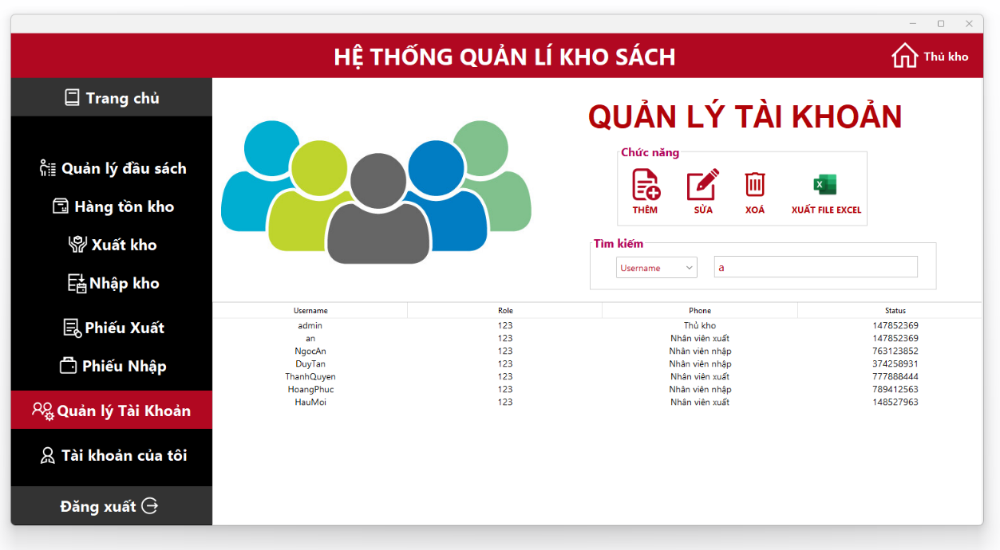 HỆ THỐNG QUẢN LÍ KHO SÁCH
Thủ kho
Trang chủ
Quản lý đầu sách
Hàng tồn kho
Xuất kho
Nhập kho
Phiếu Xuất
Phiếu Nhập
Quản lý Tài Khoản
Tài khoản của tôi
Đăng xuất
QUẢN LÝ TÀI KHOẢN
Chức năng
THÊM SỬA XOÁ XUẤT FILE EXCEL
Tìm kiếm
Username a
Username Role Phone Status
admin 123 Thủ kho 147852369
an 123 Nhân viên xuất 147852369
NgocAn 123 Nhân viên nhập 763123852
DuyTan 123 Nhân viên nhập 374258931
ThanhQuyen 123 Nhân viên xuất 777888444
HoangPhuc 123 Nhân viên nhập 789412563
HauMoi 123 Nhân viên xuất 148527963